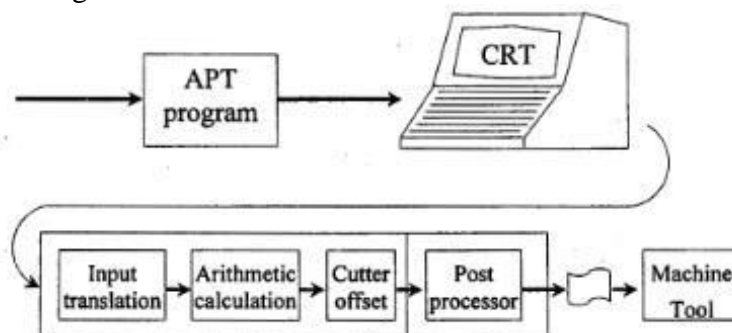 APT
program
CRT
Input
translation
Arithmetic
calculation
Cutter
offset
Post
processor
Machine
Tool